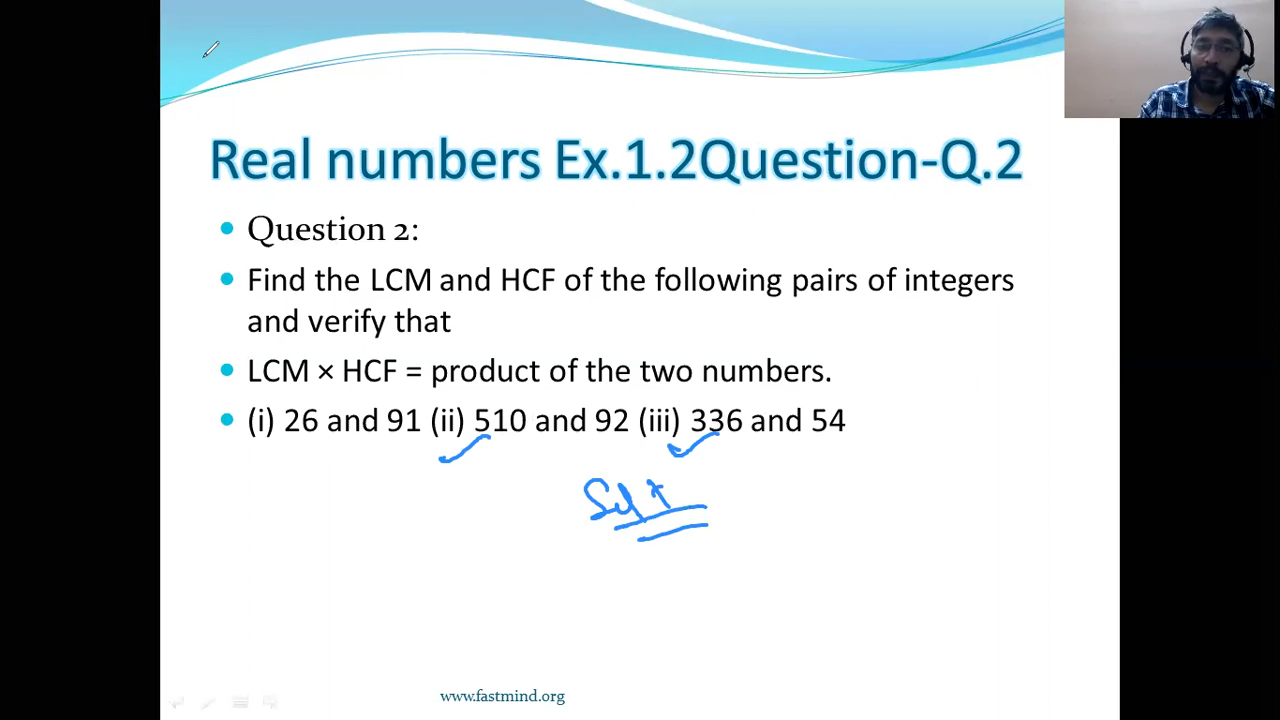 Real numbers Ex.1.2Question-Q.2
Question 2:
Find the LCM and HCF of the following pairs of integers
and verify that
LCM × HCF = product of the two numbers.
(i) 26 and 91 (ii) 510 and 92 (iii) 336 and 54
www.fastmind.org